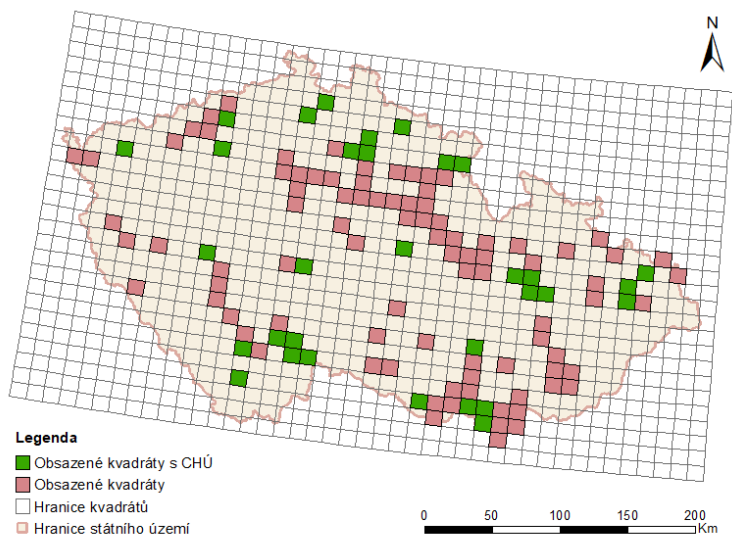 N
Legenda
Obsazené kvadráty s CHÚ
Obsazené kvadráty
Hranice kvadrátů
Hranice státního území
0 50 100 150 200
Km